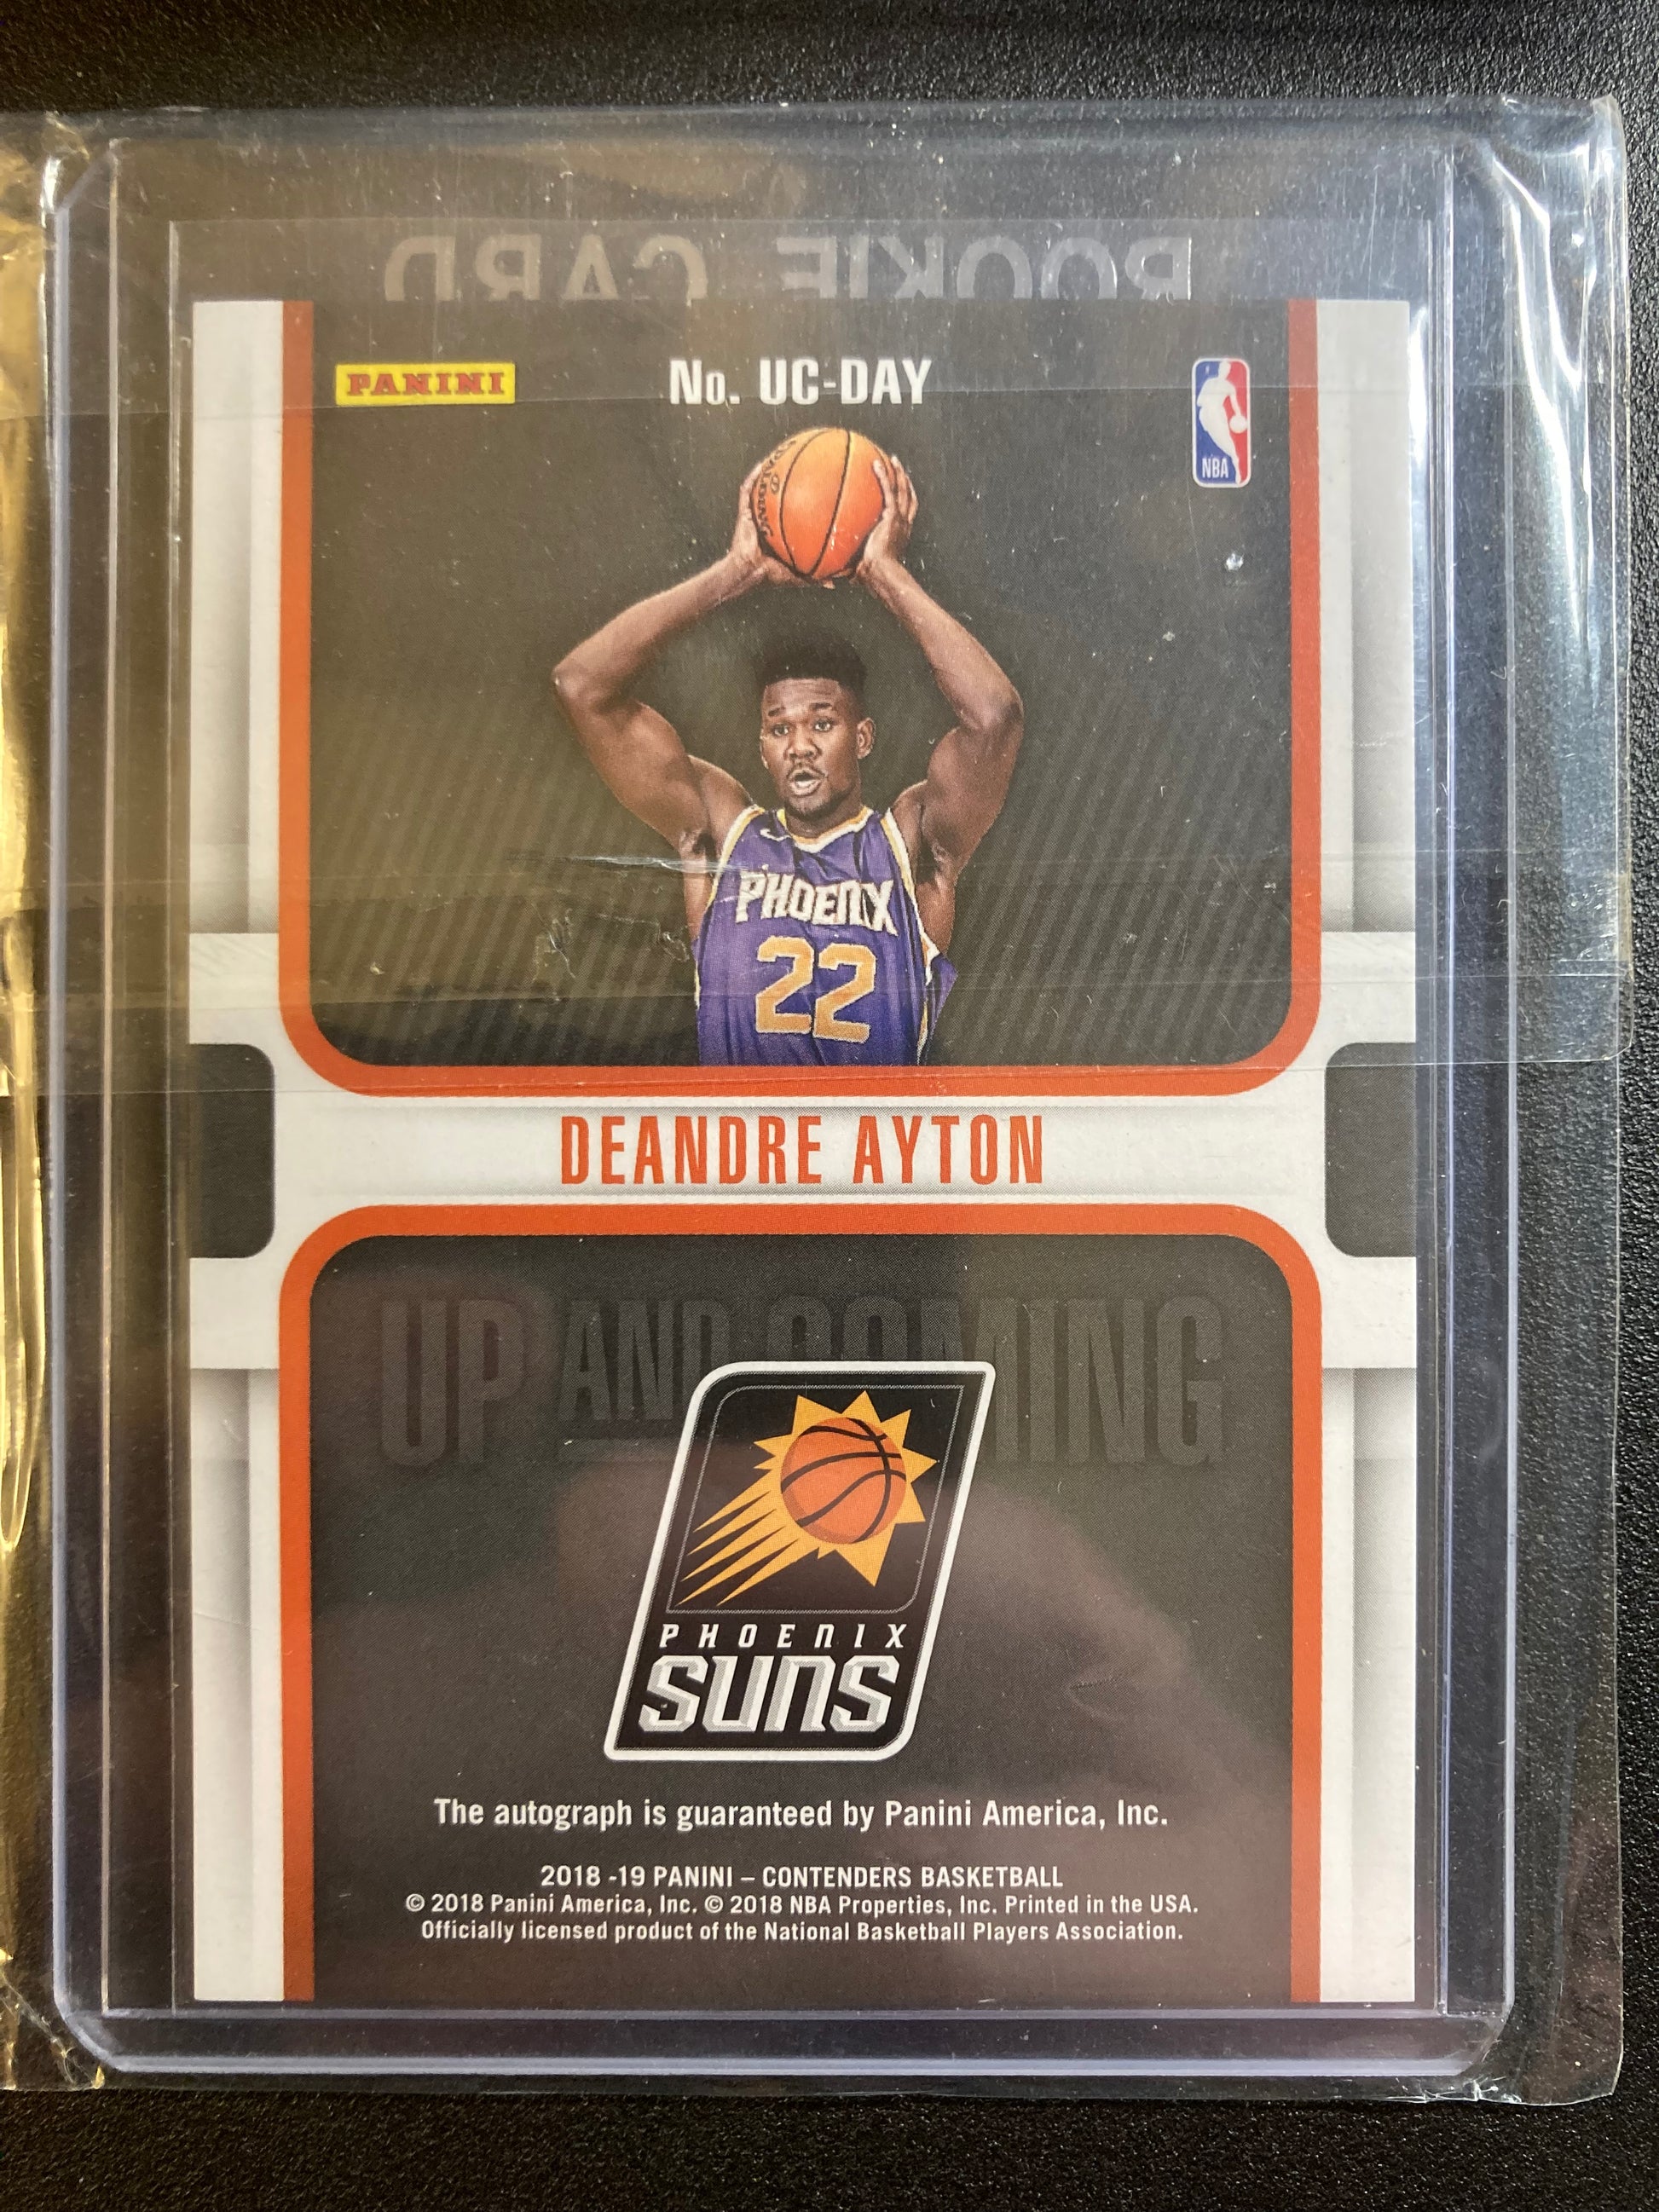 ROOKIE CARD
PANINI
No. UC-DAY
NBA
SPALDING
PHOENIX
22
DEANDRE AYTON
UP AND COMING
PHOENIX
SUNS
The autograph is guaranteed by Panini America, Inc.
2018 -19 PANINI – CONTENDERS BASKETBALL
© 2018 Panini America, Inc. © 2018 NBA Properties, Inc. Printed in the USA.
Officially licensed product of the National Basketball Players Association.